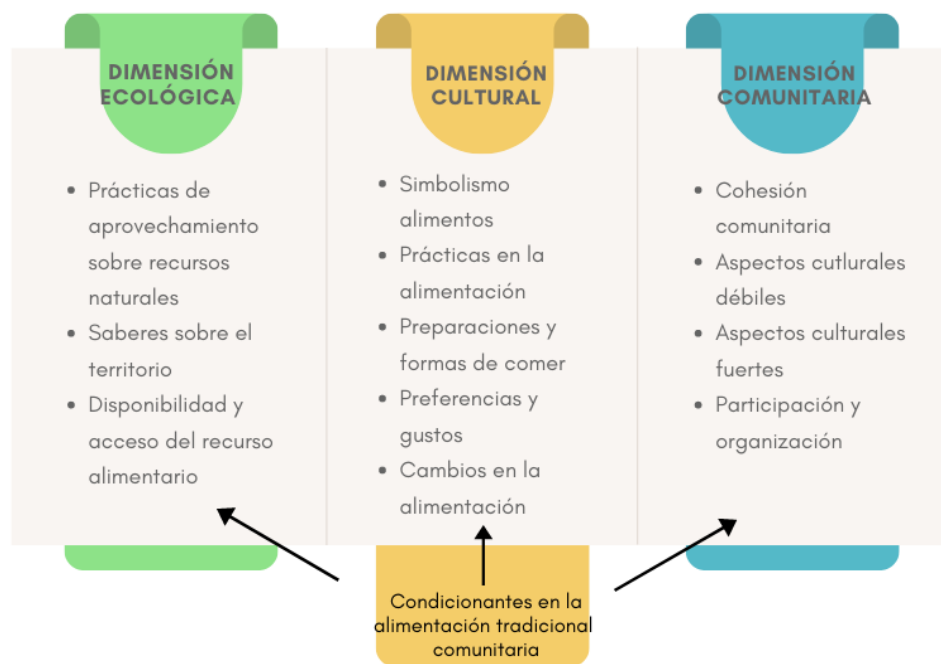 DIMENSIÓN
ECOLÓGICA
• Prácticas de
aprovechamiento
sobre recursos
naturales
• Saberes sobre el
territorio
• Disponibilidad y
acceso del recurso
alimentario
DIMENSIÓN
CULTURAL
• Simbolismo
alimentos
• Prácticas en la
alimentación
• Preparaciones y
formas de comer
• Preferencias y
gustos
• Cambios en la
alimentación
DIMENSIÓN
COMUNITARIA
• Cohesión
comunitaria
• Aspectos cutlurales
débiles
• Aspectos culturales
fuertes
• Participación y
organización
Condicionantes en la
alimentación tradicional
comunitaria